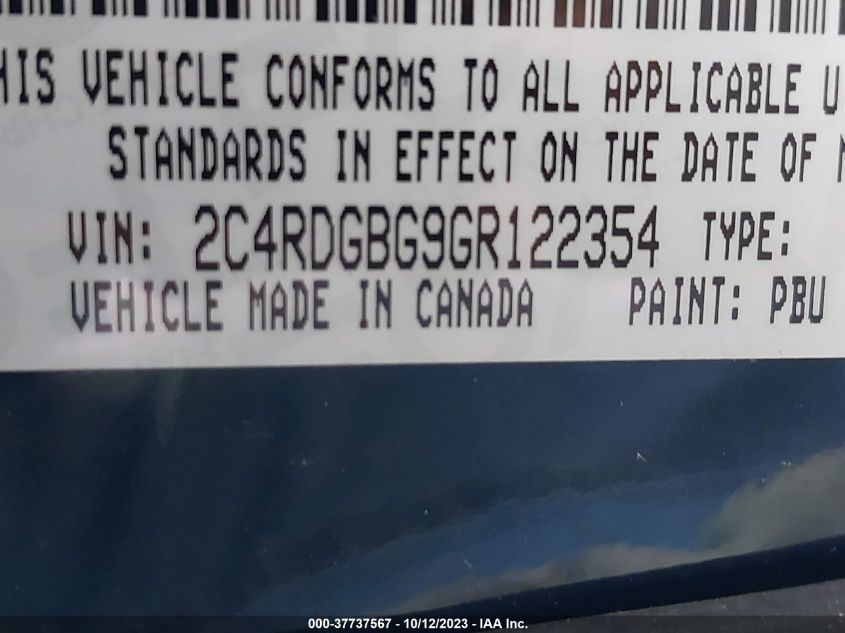 HIS VEHICLE CONFORMS TO ALL APPLICABLE U
STANDARDS IN EFFECT ON THE DATE OF M
VIN: 2C4RDGBG9GR122354 TYPE:
VEHICLE MADE IN CANADA PAINT: PBU
000-37737567 - 10/12/2023 - IAA Inc.